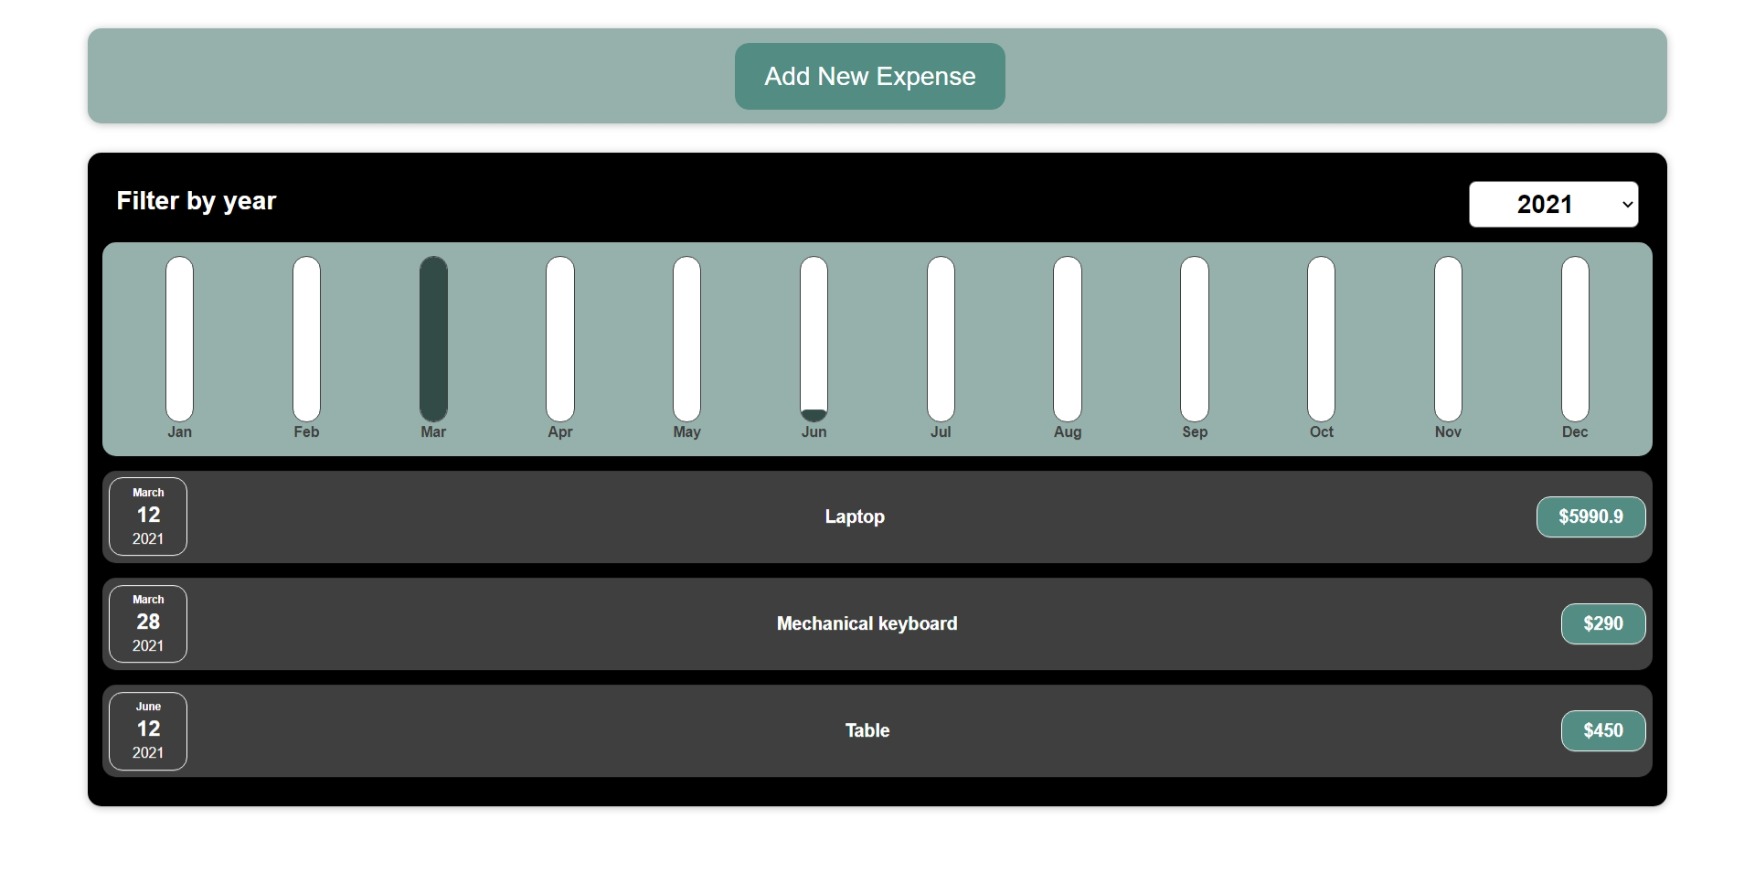 Add New Expense
Filter by year
2021
Jan Feb Mar Apr May Jun Jul Aug Sep Oct Nov Dec
March
12
2021
Laptop
$5990.9
March
28
2021
Mechanical keyboard
$290
June
12
2021
Table
$450